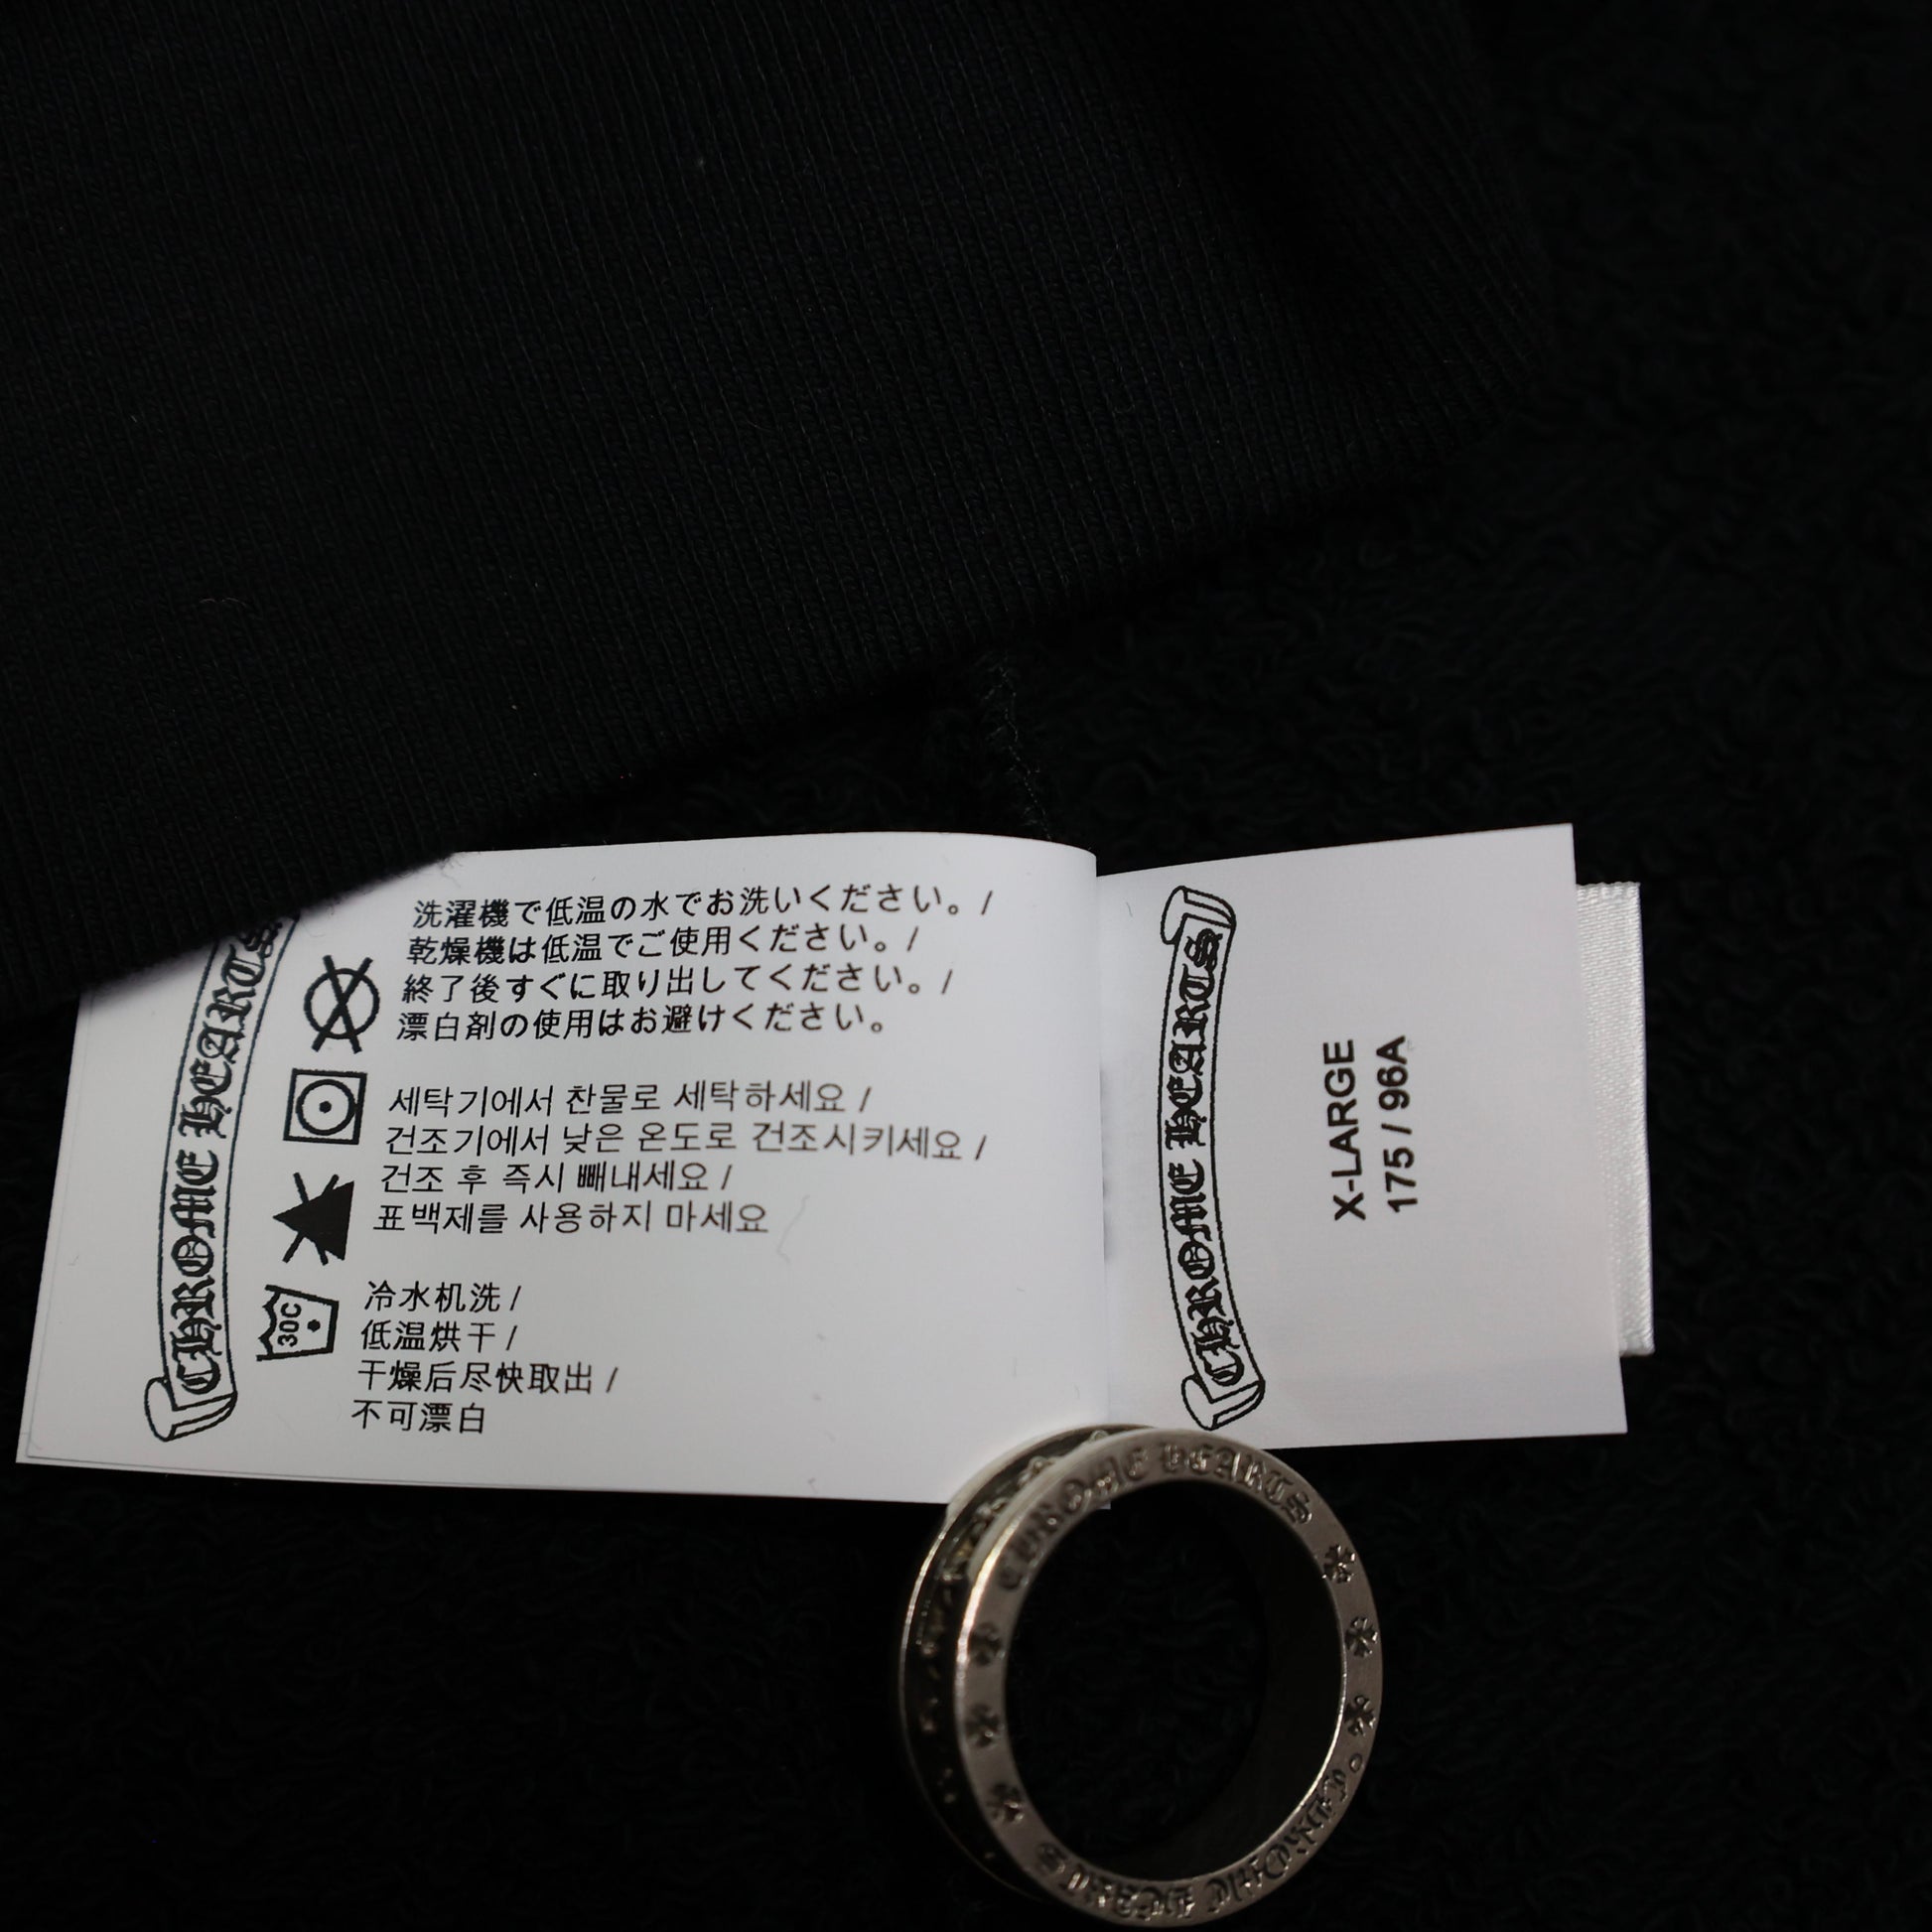 CHROME HEARTS
洗濯機で低温の水でお洗いください。/
乾燥機は低温でご使用ください。/
終了後すぐに取り出してください。/
漂白剤の使用はお避けください。
세탁기에서 찬물로 세탁하세요 /
건조기에서 낮은 온도로 건조시키세요 /
건조 후 즉시 빼내세요 /
표백제를 사용하지 마세요
30C
冷水机洗 /
低温烘干 /
干燥后尽快取出 /
不可漂白
CHROME HEARTS
X-LARGE
175 / 96A
CHROME HEARTS
CHROME HEARTS